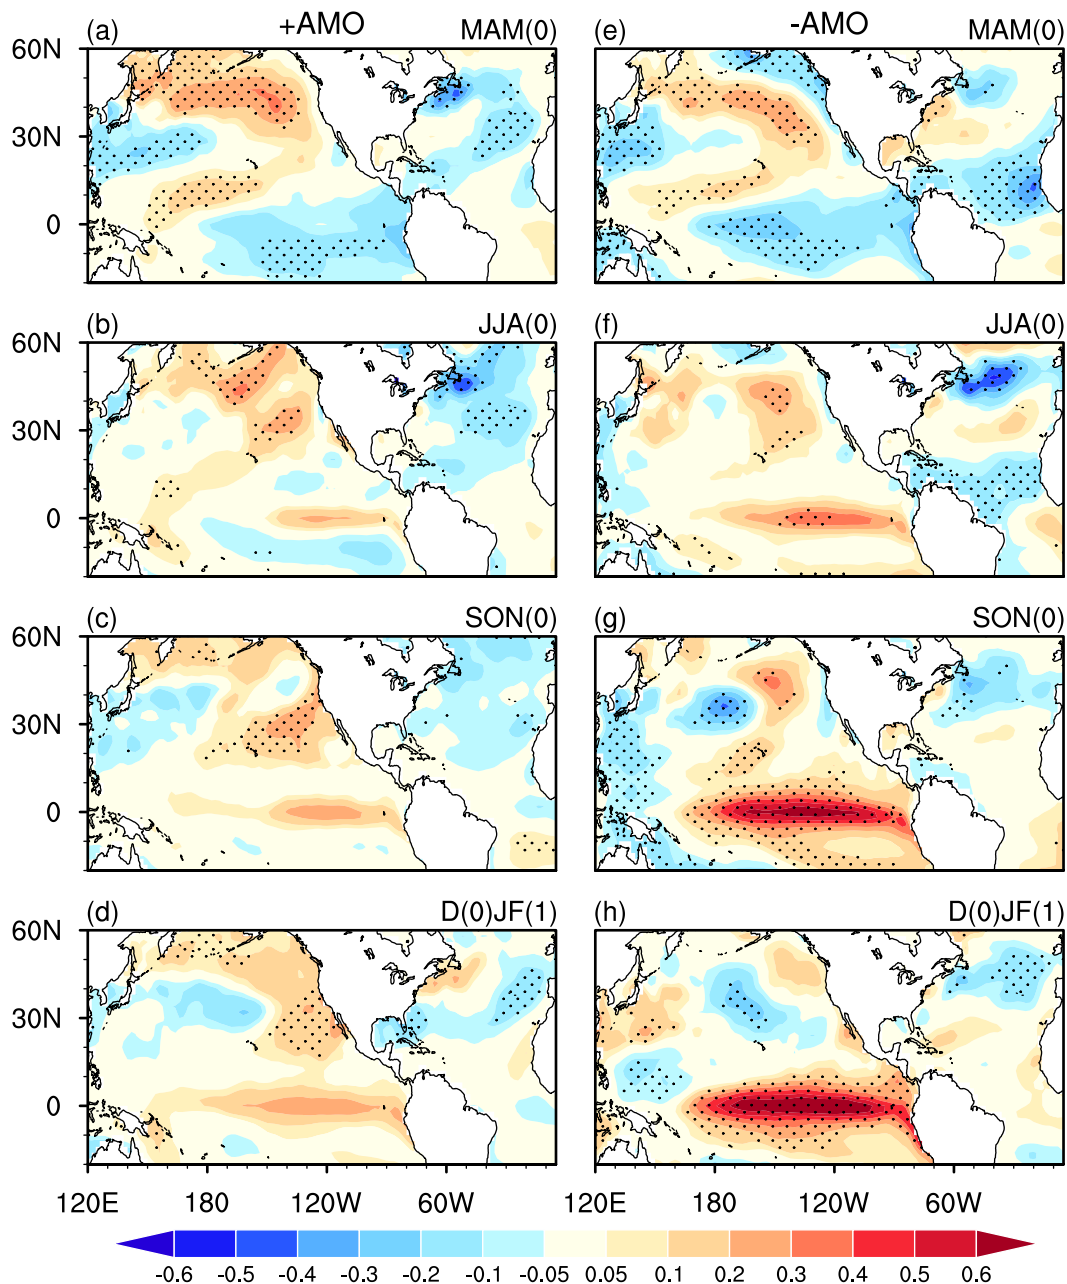 +AMO
-AMO
(a) MAM(0)
(e) MAM(0)
60N
30N
0
(b) JJA(0)
(f) JJA(0)
60N
30N
0
(c) SON(0)
(g) SON(0)
60N
30N
0
(d) D(0)JF(1)
(h) D(0)JF(1)
60N
30N
0
120E 180 120W 60W
120E 180 120W 60W
-0.6 -0.5 -0.4 -0.3 -0.2 -0.1 -0.05 0.05 0.1 0.2 0.3 0.4 0.5 0.6